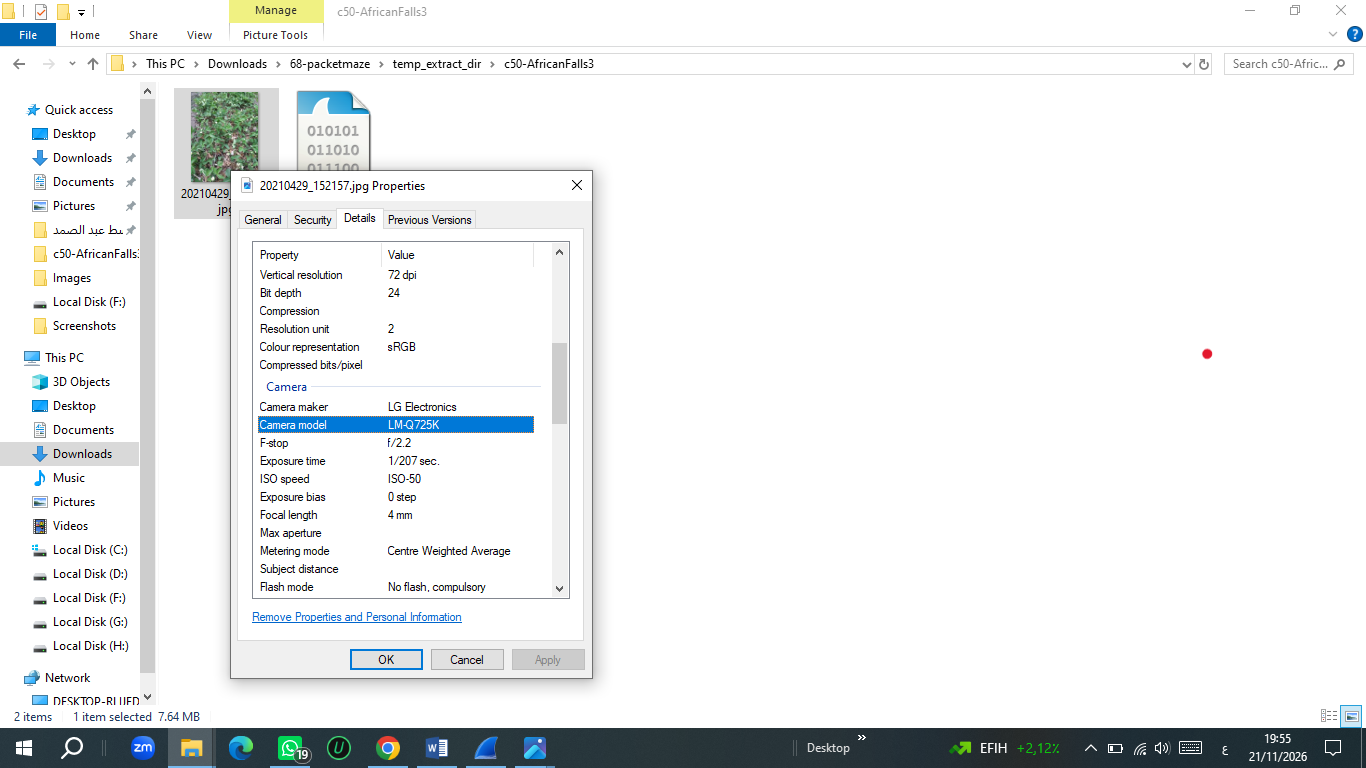 Manage
c50-AfricanFalls3
File
Home
Share
View
Picture Tools
This PC
Downloads
68-packetmaze
temp_extract_dir
c50-AfricanFalls3
Search c50-Afric...
Quick access
Desktop
Downloads
Documents
Pictures
عبد الصمد
c50-AfricanFalls3
Images
Local Disk (F:)
Screenshots
This PC
3D Objects
Desktop
Documents
Downloads
Music
Pictures
Videos
Local Disk (C:)
Local Disk (D:)
Local Disk (F:)
Local Disk (G:)
Local Disk (H:)
Network
010101
011010
011100
20210429_
jpg
20210429_152157.jpg Properties
General
Security
Details
Previous Versions
Property Value
Vertical resolution 72 dpi
Bit depth 24
Compression
Resolution unit 2
Colour representation sRGB
Compressed bits/pixel
Camera
Camera maker LG Electronics
Camera model LM-Q725K
F-stop f/2.2
Exposure time 1/207 sec.
ISO speed ISO-50
Exposure bias 0 step
Focal length 4 mm
Max aperture
Metering mode Centre Weighted Average
Subject distance
Flash mode No flash, compulsory
Remove Properties and Personal Information
OK
Cancel
Apply
2 items
1 item selected 7.64 MB
zm
19
U
W
Desktop
EFIH +2,12%
ع
19:55
21/11/2026